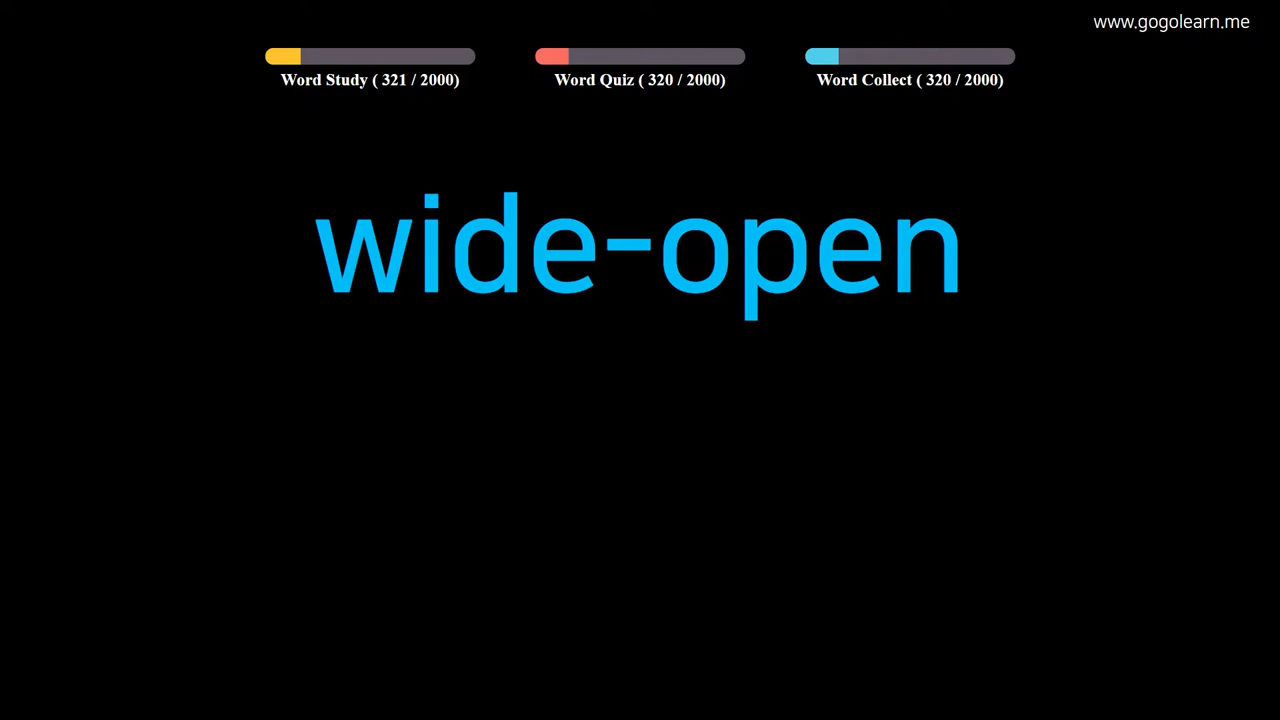 www.gogolearn.me
Word Study ( 321 / 2000)
Word Quiz ( 320 / 2000)
Word Collect ( 320 / 2000)
wide-open